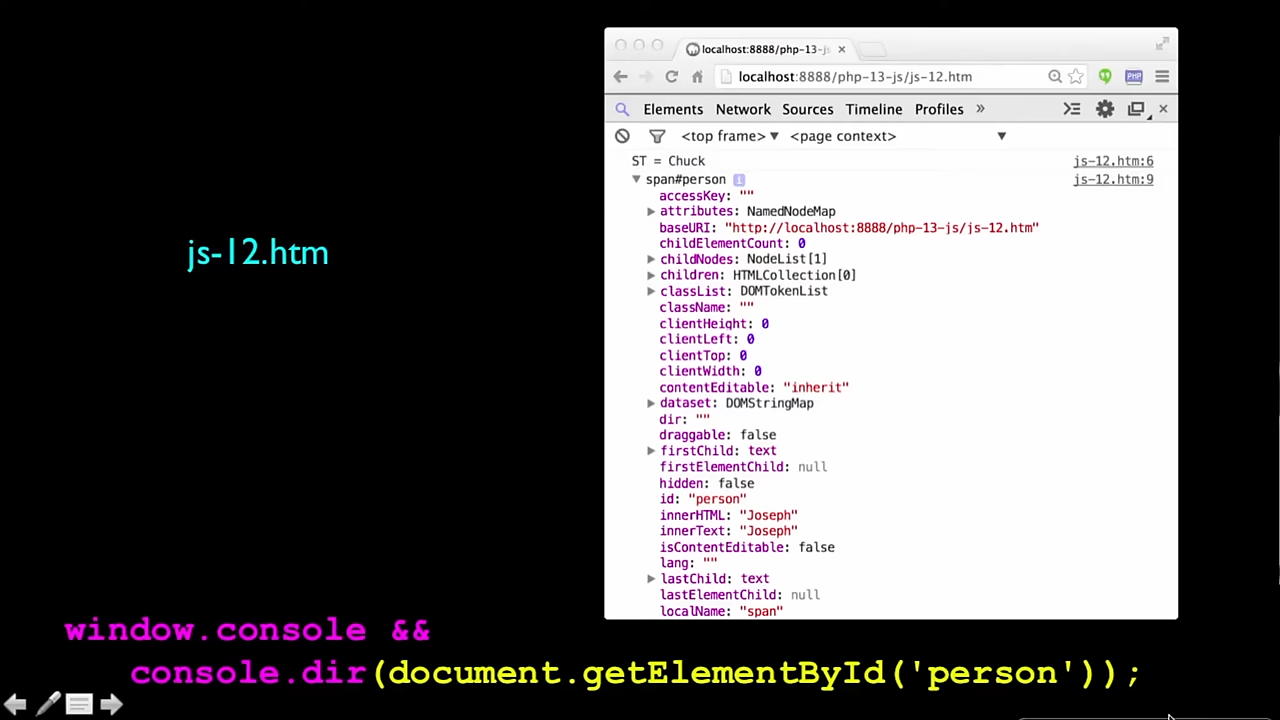 localhost:8888/php-13-js
localhost:8888/php-13-js/js-12.htm
PHP
Elements Network Sources Timeline Profiles »
<top frame> <page context>
ST = Chuck js-12.htm:6
span#person i js-12.htm:9
accessKey: ""
attributes: NamedNodeMap
baseURI: "http://localhost:8888/php-13-js/js-12.htm"
childElementCount: 0
childNodes: NodeList[1]
children: HTMLCollection[0]
classList: DOMTokenList
className: ""
clientHeight: 0
clientLeft: 0
clientTop: 0
clientWidth: 0
contentEditable: "inherit"
dataset: DOMStringMap
dir: ""
draggable: false
firstChild: text
firstElementChild: null
hidden: false
id: "person"
innerHTML: "Joseph"
innerText: "Joseph"
isContentEditable: false
lang: ""
lastChild: text
lastElementChild: null
localName: "span"
js-12.htm
window.console &&
console.dir(document.getElementById('person'));